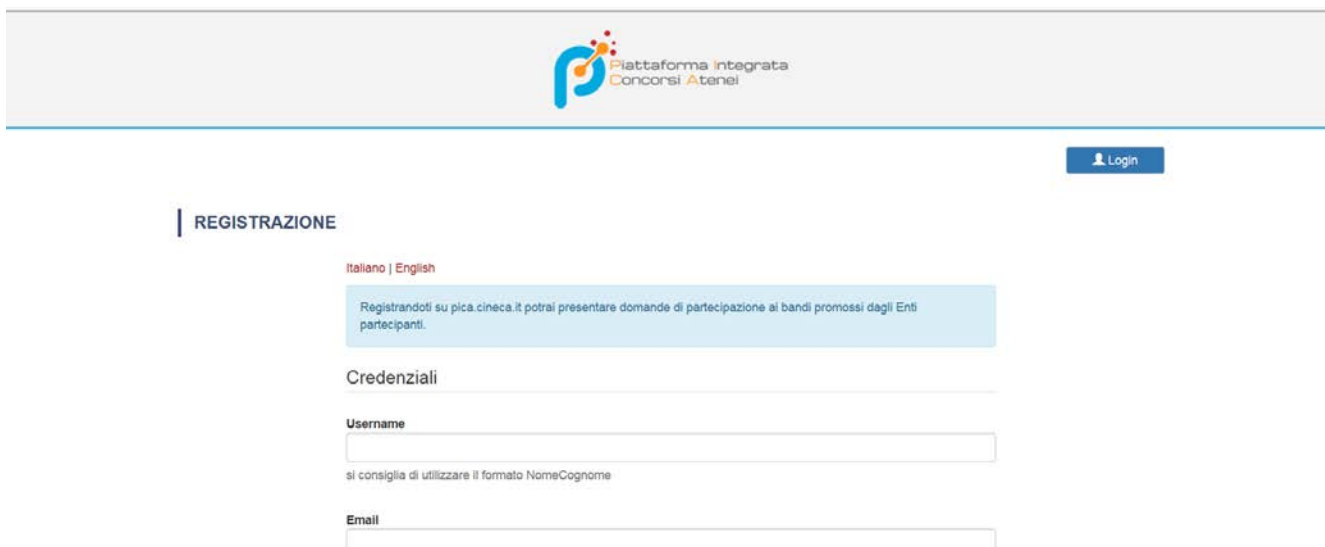 Piattaforma Integrata
Concorsi Atenei
Login
REGISTRAZIONE
Italiano | English
Registrandoti su pica.cineca.it potrai presentare domande di partecipazione ai bandi promossi dagli Enti
partecipanti.
Credenziali
Username
si consiglia di utilizzare il formato NomeCognome
Email